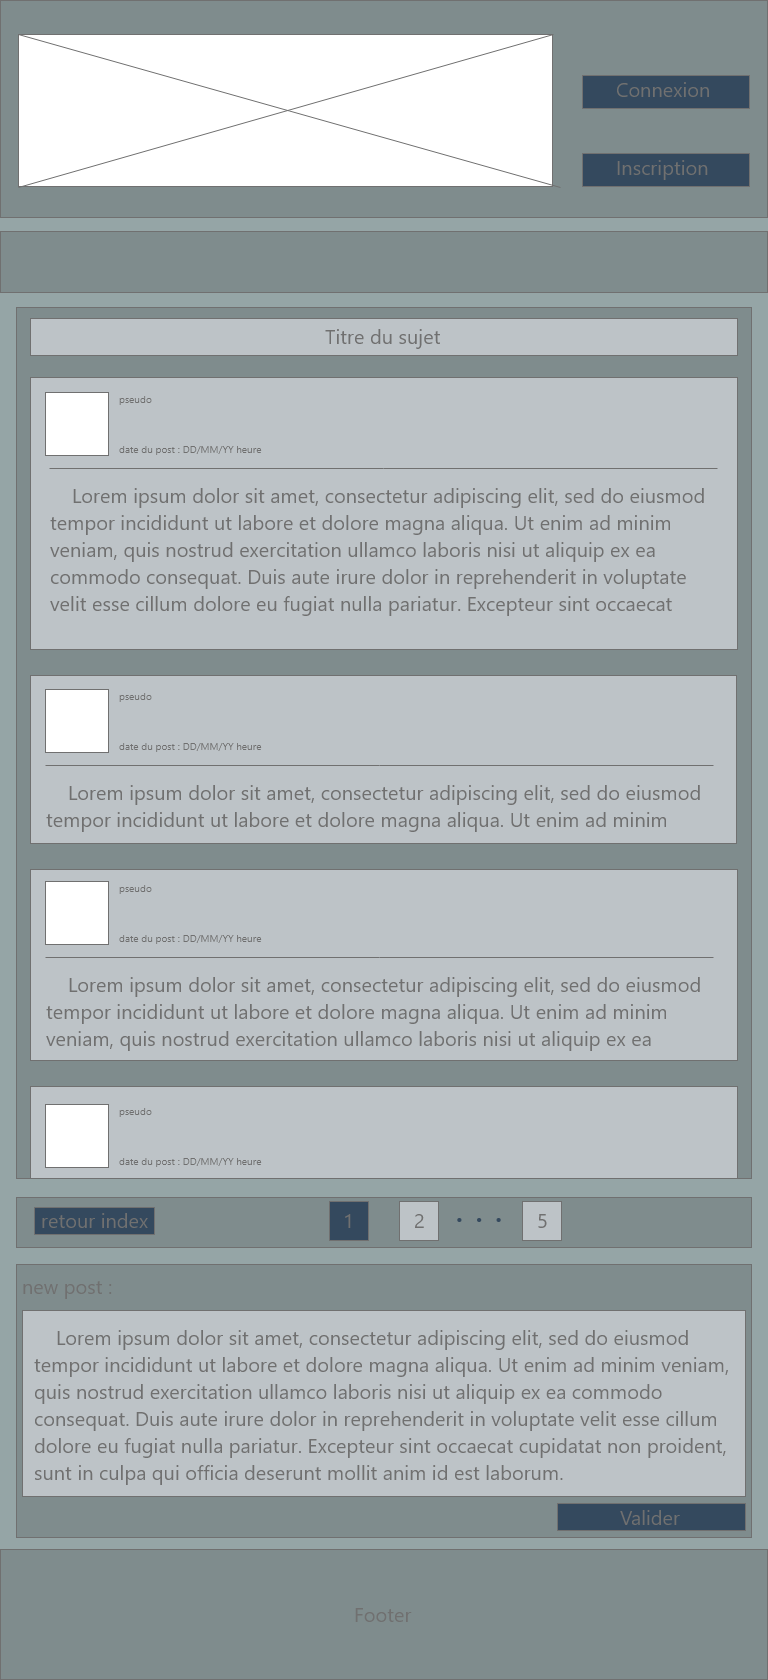 Connexion
Inscription
Titre du sujet
pseudo
date du post : DD/MM/YY heure
Lorem ipsum dolor sit amet, consectetur adipiscing elit, sed do eiusmod
tempor incididunt ut labore et dolore magna aliqua. Ut enim ad minim
veniam, quis nostrud exercitation ullamco laboris nisi ut aliquip ex ea
commodo consequat. Duis aute irure dolor in reprehenderit in voluptate
velit esse cillum dolore eu fugiat nulla pariatur. Excepteur sint occaecat
pseudo
date du post : DD/MM/YY heure
Lorem ipsum dolor sit amet, consectetur adipiscing elit, sed do eiusmod
tempor incididunt ut labore et dolore magna aliqua. Ut enim ad minim
pseudo
date du post : DD/MM/YY heure
Lorem ipsum dolor sit amet, consectetur adipiscing elit, sed do eiusmod
tempor incididunt ut labore et dolore magna aliqua. Ut enim ad minim
veniam, quis nostrud exercitation ullamco laboris nisi ut aliquip ex ea
pseudo
date du post : DD/MM/YY heure
retour index 1 2 • • • 5
new post :
Lorem ipsum dolor sit amet, consectetur adipiscing elit, sed do eiusmod
tempor incididunt ut labore et dolore magna aliqua. Ut enim ad minim veniam,
quis nostrud exercitation ullamco laboris nisi ut aliquip ex ea commodo
consequat. Duis aute irure dolor in reprehenderit in voluptate velit esse cillum
dolore eu fugiat nulla pariatur. Excepteur sint occaecat cupidatat non proident,
sunt in culpa qui officia deserunt mollit anim id est laborum.
Valider
Footer